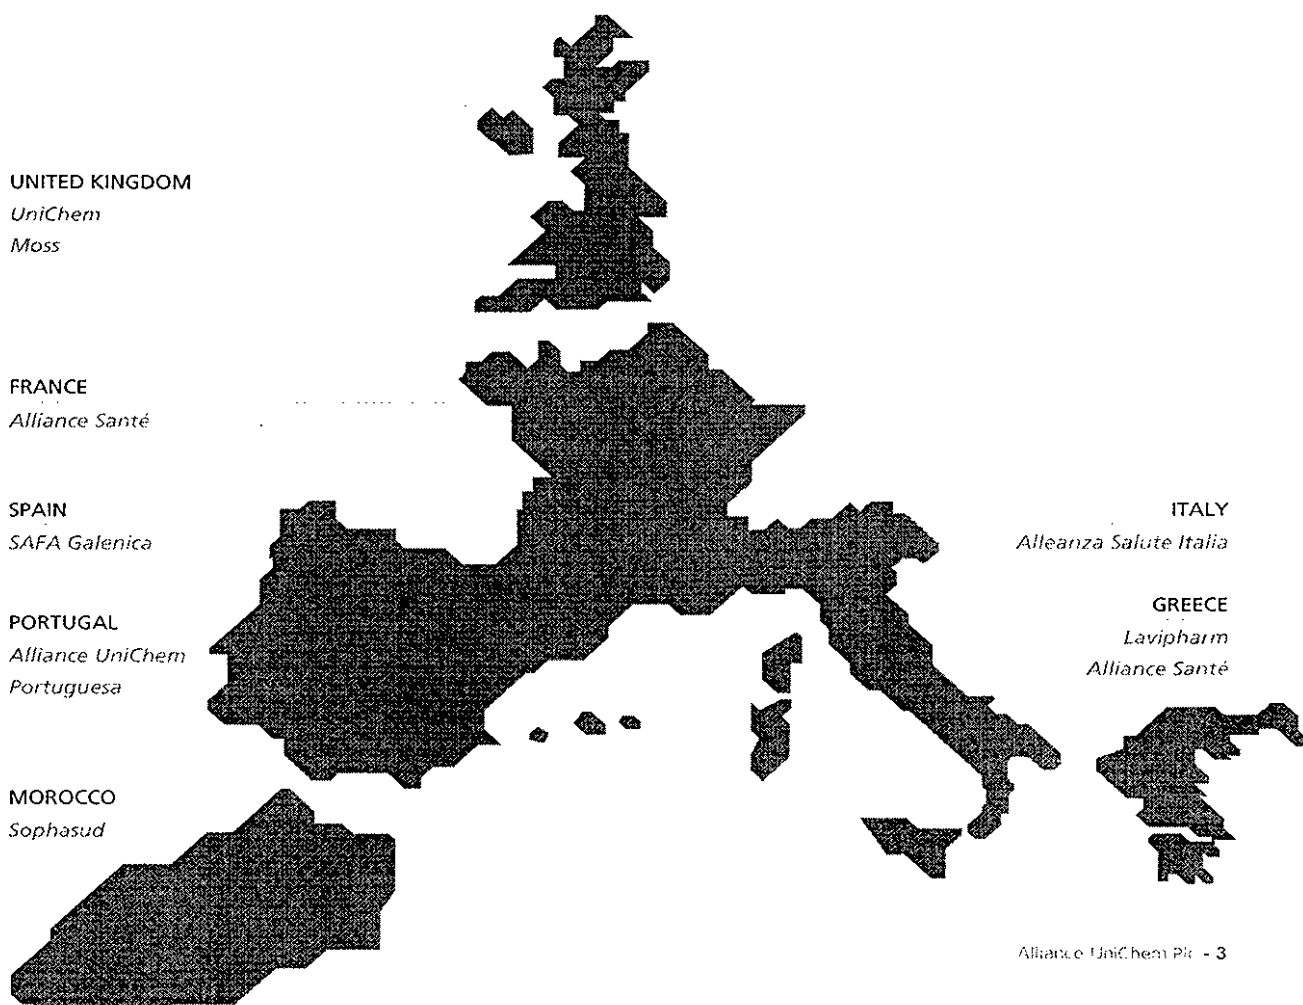 UNITED KINGDOM
UniChem
Moss
FRANCE
Alliance Santé
SPAIN
SAFA Galenica
PORTUGAL
Alliance UniChem
Portuguesa
MOROCCO
Sophasud
ITALY
Alleanza Salute Italia
GREECE
Lavipharm
Alliance Santé
Alliance UniChem Plc - 3